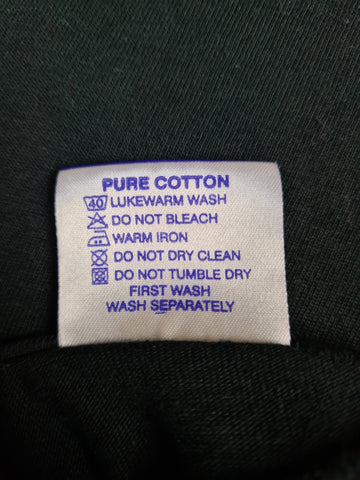 PURE COTTON
40 LUKEWARM WASH
DO NOT BLEACH
WARM IRON
DO NOT DRY CLEAN
DO NOT TUMBLE DRY
FIRST WASH
WASH SEPARATELY